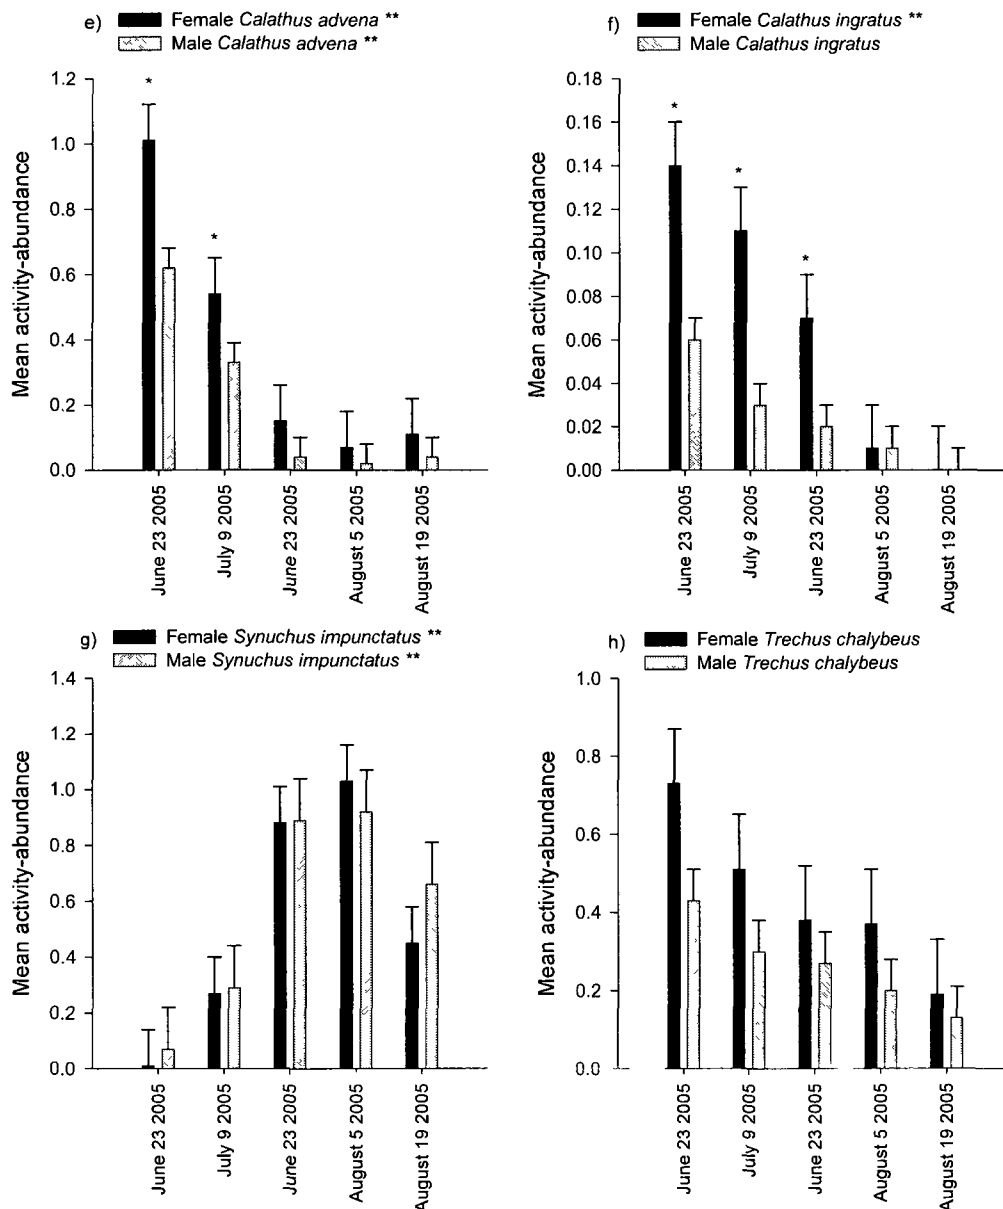 e)
Female Calathus advena **
Male Calathus advena **
Mean activity-abundance
1.2
1.0
0.8
0.6
0.4
0.2
0.0
*
*
June 23 2005
July 9 2005
June 23 2005
August 5 2005
August 19 2005
f)
Female Calathus ingratus **
Male Calathus ingratus
Mean activity-abundance
0.18
0.16
0.14
0.12
0.10
0.08
0.06
0.04
0.02
0.00
*
*
*
June 23 2005
July 9 2005
June 23 2005
August 5 2005
August 19 2005
g)
Female Synuchus impunctatus **
Male Synuchus impunctatus **
Mean activity-abundance
1.4
1.2
1.0
0.8
0.6
0.4
0.2
0.0
June 23 2005
July 9 2005
June 23 2005
August 5 2005
August 19 2005
h)
Female Trechus chalybeus
Male Trechus chalybeus
Mean activity-abundance
1.0
0.8
0.6
0.4
0.2
0.0
June 23 2005
July 9 2005
June 23 2005
August 5 2005
August 19 2005